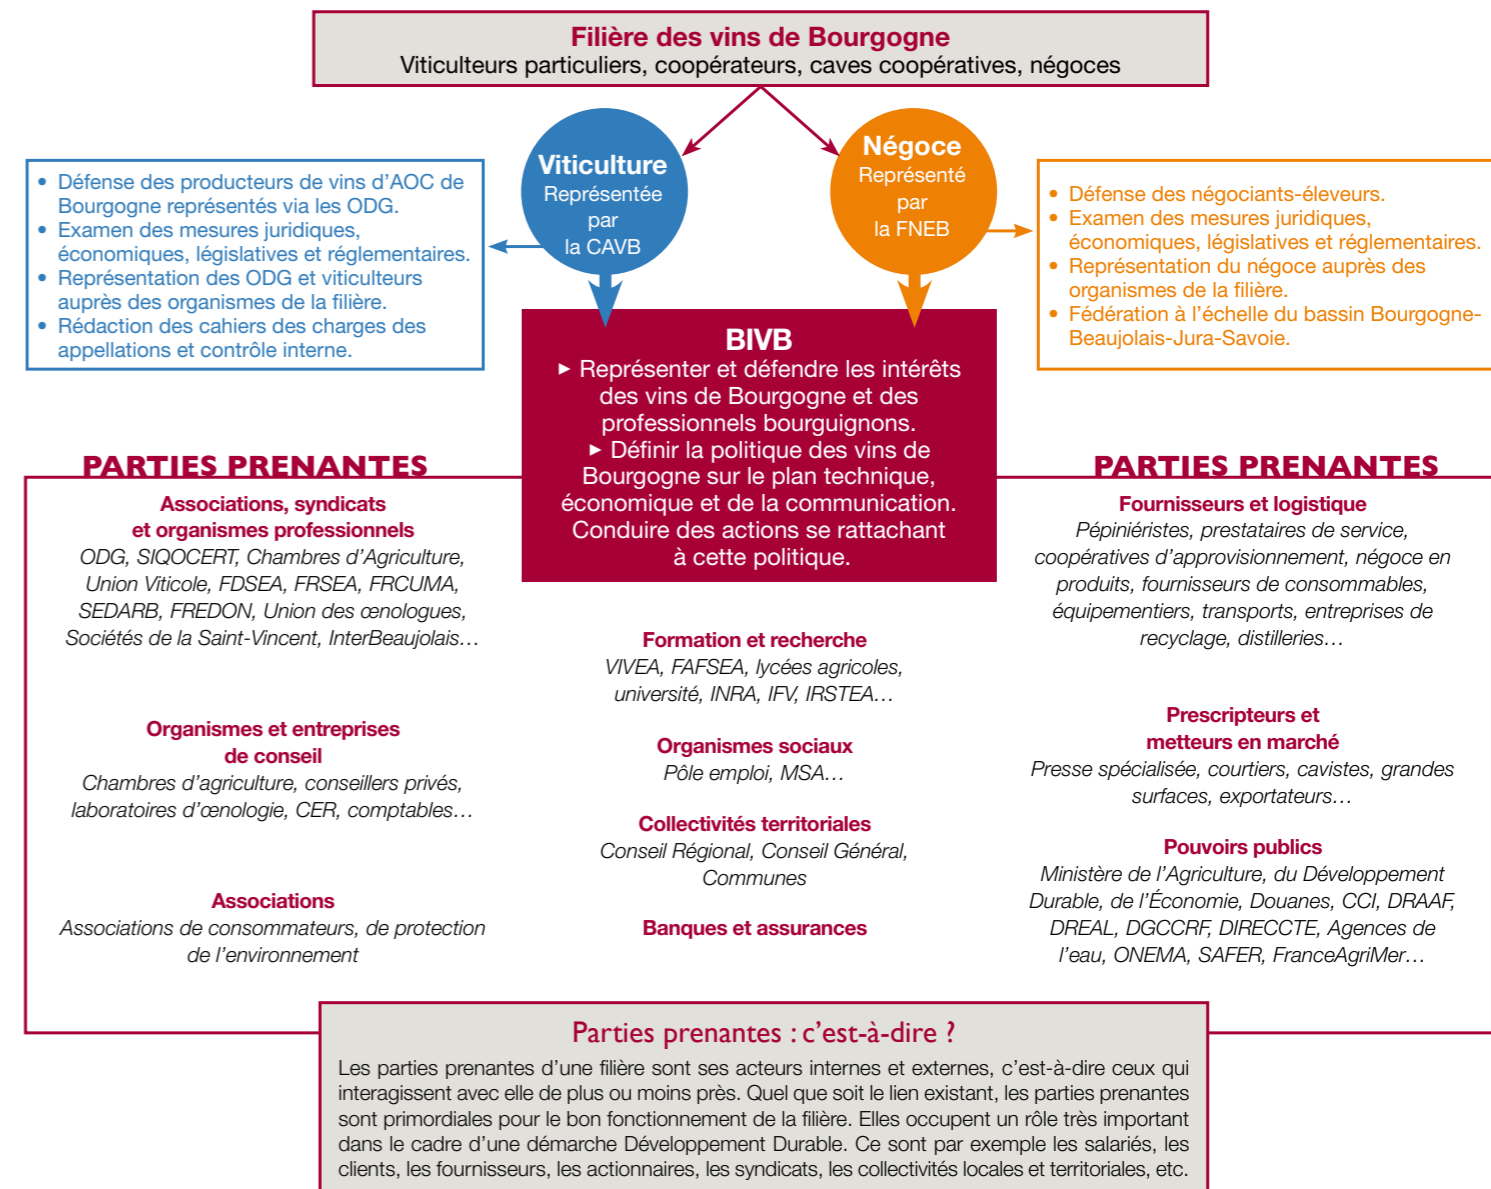 Filière des vins de Bourgogne
Viticulteurs particuliers, coopérateurs, caves coopératives, négoces
Viticulture
Représentée
par
la CAVB
Négoce
Représenté
par
la FNEB
• Défense des producteurs de vins d’AOC de
Bourgogne représentés via les ODG.
• Examen des mesures juridiques,
économiques, législatives et réglementaires.
• Représentation des ODG et viticulteurs
auprès des organismes de la filière.
• Rédaction des cahiers des charges des
appellations et contrôle interne.
• Défense des négociants-éleveurs.
• Examen des mesures juridiques,
économiques, législatives et réglementaires.
• Représentation du négoce auprès des
organismes de la filière.
• Fédération à l’échelle du bassin Bourgogne-
Beaujolais-Jura-Savoie.
BIVB
► Représenter et défendre les intérêts
des vins de Bourgogne et des
professionnels bourguignons.
► Définir la politique des vins de
Bourgogne sur le plan technique,
économique et de la communication.
Conduire des actions se rattachant
à cette politique.
PARTIES PRENANTES
Associations, syndicats
et organismes professionnels
ODG, SIQOCERT, Chambres d’Agriculture,
Union Viticole, FDSEA, FRSEA, FRCUMA,
SEDARB, FREDON, Union des œnologues,
Sociétés de la Saint-Vincent, InterBeaujolais…
Organismes et entreprises
de conseil
Chambres d’agriculture, conseillers privés,
laboratoires d’œnologie, CER, comptables…
Associations
Associations de consommateurs, de protection
de l’environnement
Formation et recherche
VIVEA, FAFSEA, lycées agricoles,
université, INRA, IFV, IRSTEA…
Organismes sociaux
Pôle emploi, MSA…
Collectivités territoriales
Conseil Régional, Conseil Général,
Communes
Banques et assurances
PARTIES PRENANTES
Fournisseurs et logistique
Pépiniéristes, prestataires de service,
coopératives d’approvisionnement, négoce en
produits, fournisseurs de consommables,
équipementiers, transports, entreprises de
recyclage, distilleries…
Prescripteurs et
metteurs en marché
Presse spécialisée, courtiers, cavistes, grandes
surfaces, exportateurs…
Pouvoirs publics
Ministère de l’Agriculture, du Développement
Durable, de l’Économie, Douanes, CCI, DRAAF,
DREAL, DGCCRF, DIRECCTE, Agences de
l’eau, ONEMA, SAFER, FranceAgriMer…
Parties prenantes : c’est-à-dire ?
Les parties prenantes d’une filière sont ses acteurs internes et externes, c’est-à-dire ceux qui
interagissent avec elle de plus ou moins près. Quel que soit le lien existant, les parties prenantes
sont primordiales pour le bon fonctionnement de la filière. Elles occupent un rôle très important
dans le cadre d’une démarche Développement Durable. Ce sont par exemple les salariés, les
clients, les fournisseurs, les actionnaires, les syndicats, les collectivités locales et territoriales, etc.